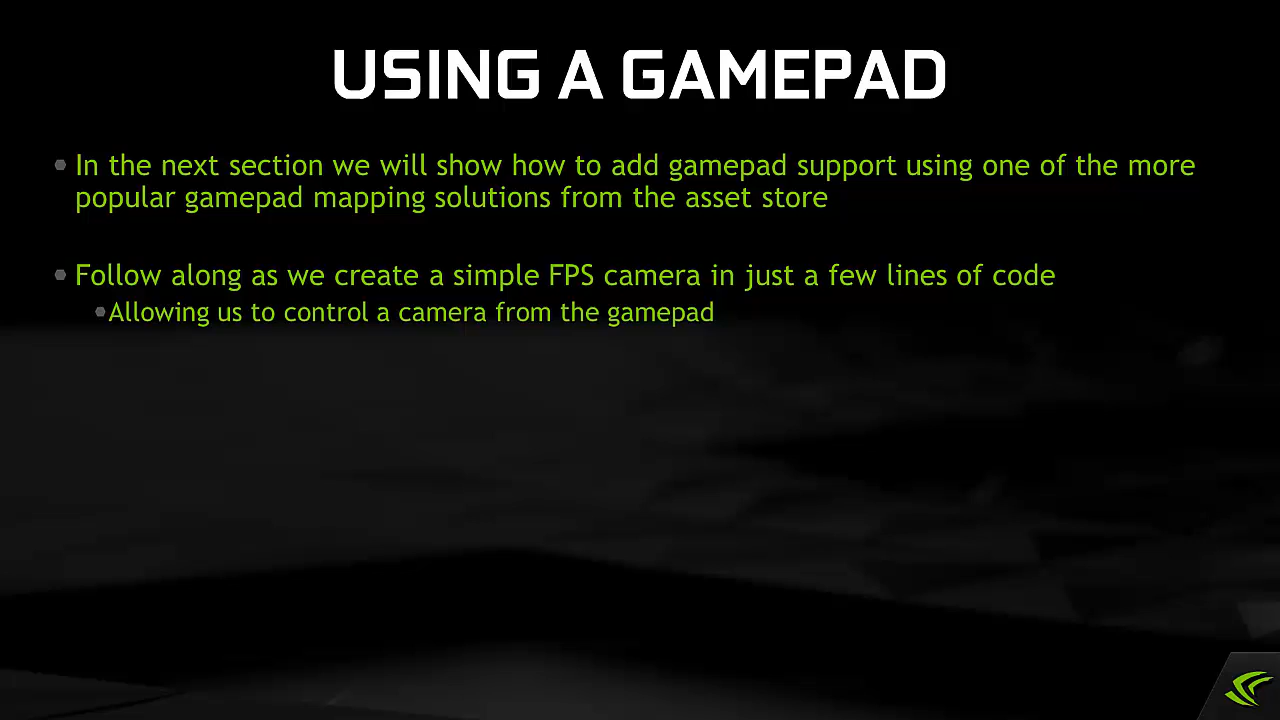 USING A GAMEPAD
In the next section we will show how to add gamepad support using one of the more
popular gamepad mapping solutions from the asset store
Follow along as we create a simple FPS camera in just a few lines of code
Allowing us to control a camera from the gamepad